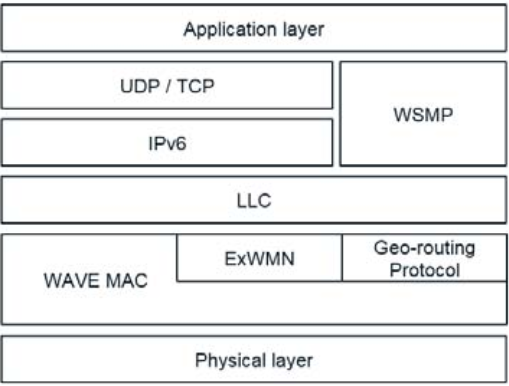 Application layer
UDP / TCP
WSMP
IPv6
LLC
WAVE MAC
ExWMN
Geo-routing
Protocol
Physical layer